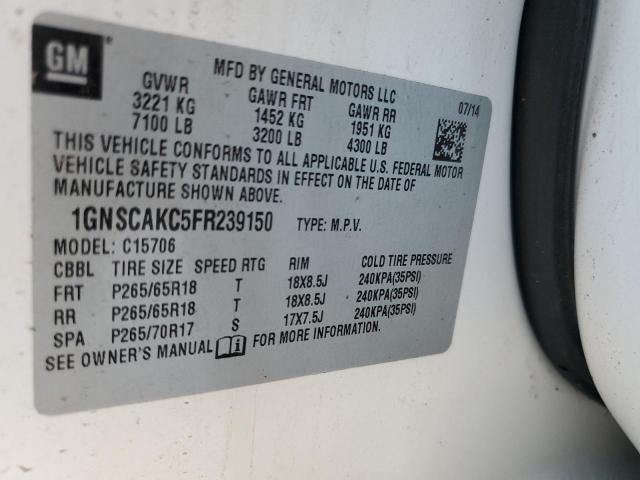 GM
MFD BY GENERAL MOTORS LLC
07/14
GVWR GAWR FRT GAWR RR
3221 KG 1452 KG 1951 KG
7100 LB 3200 LB 4300 LB
THIS VEHICLE CONFORMS TO ALL APPLICABLE U.S. FEDERAL MOTOR
VEHICLE SAFETY STANDARDS IN EFFECT ON THE DATE OF
MANUFACTURE SHOWN ABOVE.
1GNSCAKC5FR239150 TYPE: M.P.V.
MODEL: C15706
CBBL TIRE SIZE SPEED RTG RIM COLD TIRE PRESSURE
FRT P265/65R18 T 18X8.5J 240KPA(35PSI)
RR P265/65R18 T 18X8.5J 240KPA(35PSI)
SPA P265/70R17 S 17X7.5J 240KPA(35PSI)
SEE OWNER'S MANUAL FOR MORE INFORMATION.